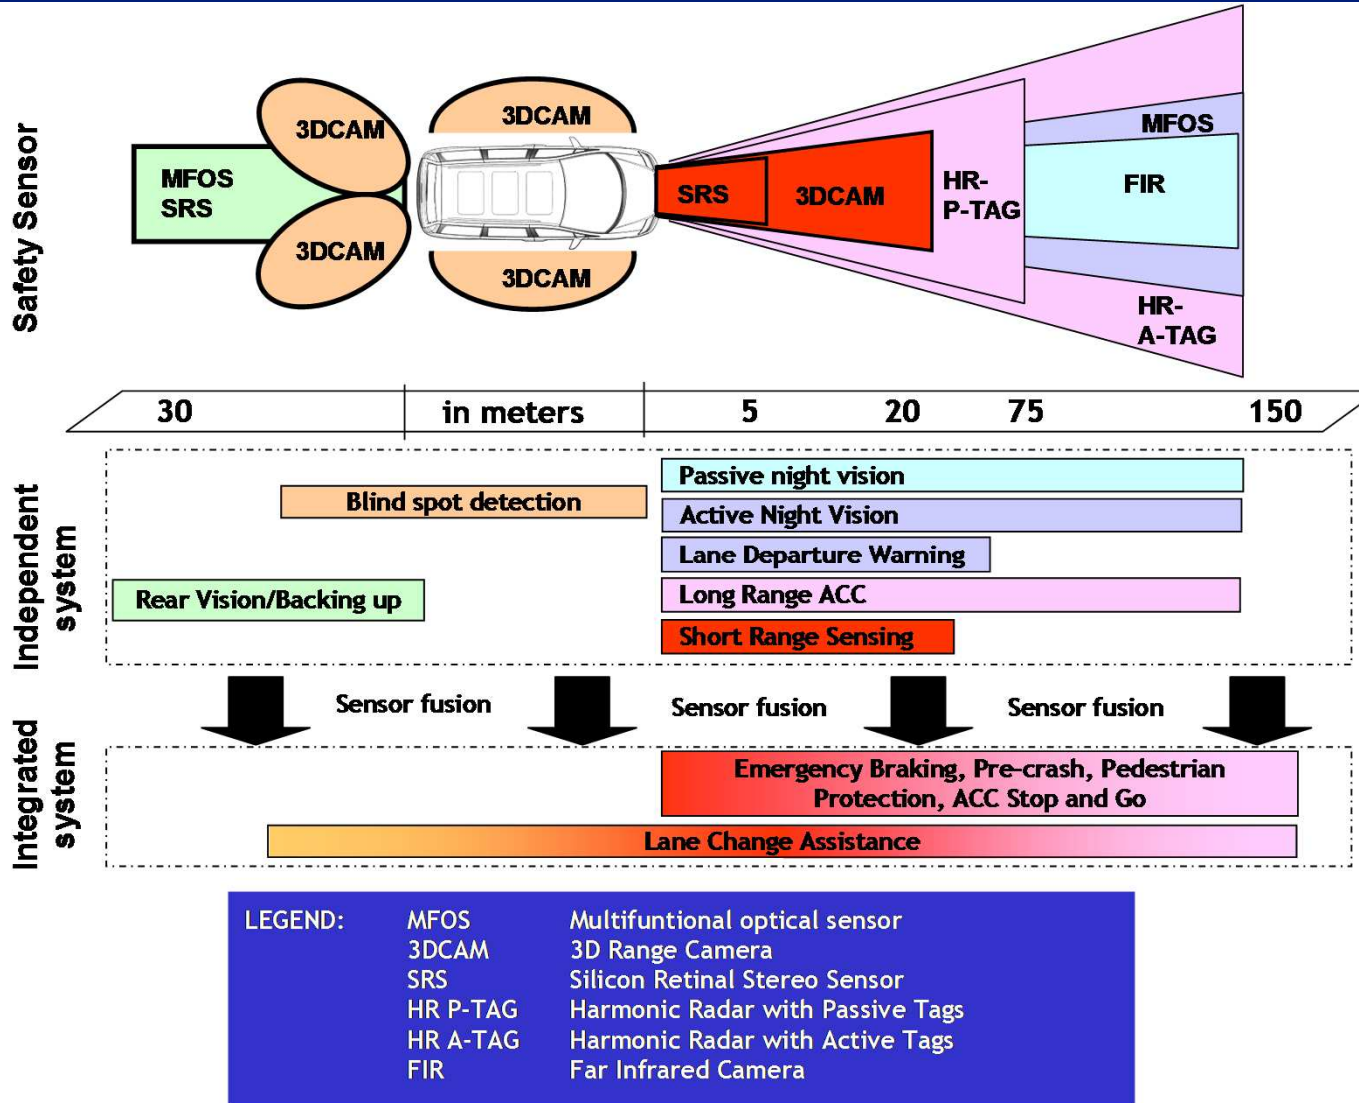 Safety Sensor
3DCAM
3DCAM
MFOS
SRS
3DCAM
3DCAM
SRS
3DCAM
HR-
P-TAG
MFOS
FIR
HR-
A-TAG
30 in meters 5 20 75 150
Independent
system
Passive night vision
Blind spot detection
Active Night Vision
Lane Departure Warning
Rear Vision/Backing up
Long Range ACC
Short Range Sensing
Sensor fusion Sensor fusion Sensor fusion
Integrated
system
Emergency Braking, Pre-crash, Pedestrian
Protection, ACC Stop and Go
Lane Change Assistance
LEGEND: MFOS Multifuntional optical sensor
3DCAM 3D Range Camera
SRS Silicon Retinal Stereo Sensor
HR P-TAG Harmonic Radar with Passive Tags
HR A-TAG Harmonic Radar with Active Tags
FIR Far Infrared Camera